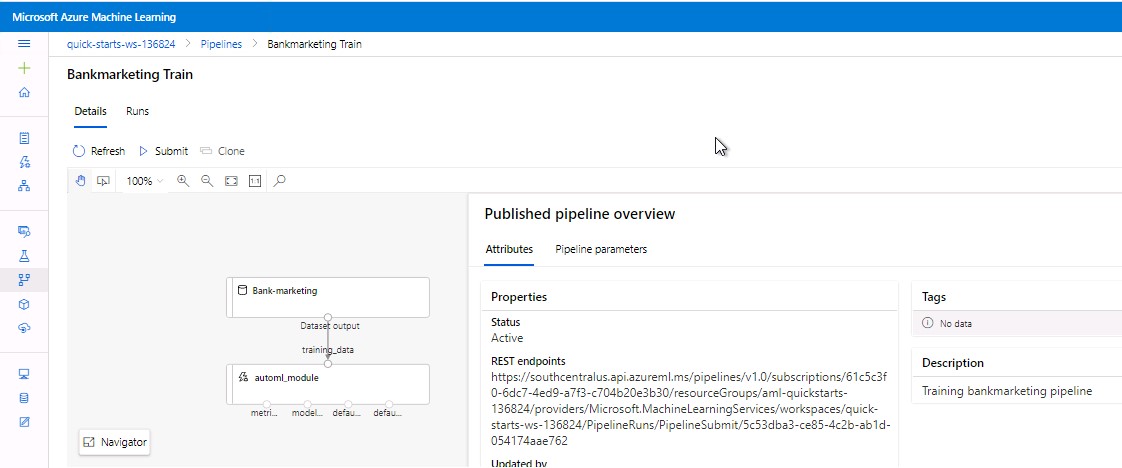 Microsoft Azure Machine Learning
quick-starts-ws-136824 > Pipelines > Bankmarketing Train
Bankmarketing Train
Details Runs
Refresh Submit Clone
100% 1:1
Published pipeline overview
Attributes Pipeline parameters
Bank-marketing
Dataset output
training_data
automl_module
metri... model... defau... defau...
Navigator
Properties
Status
Active
REST endpoints
https://southcentralus.api.azureml.ms/pipelines/v1.0/subscriptions/61c5c3f
0-6dc7-4ed9-a7f3-c704b20e3b30/resourceGroups/aml-quickstarts-
136824/providers/Microsoft.MachineLearningServices/workspaces/quick-
starts-ws-136824/PipelineRuns/PipelineSubmit/5c53dba3-ce85-4c2b-ab1d-
054174aae762
Updated by
Tags
No data
Description
Training bankmarketing pipeline